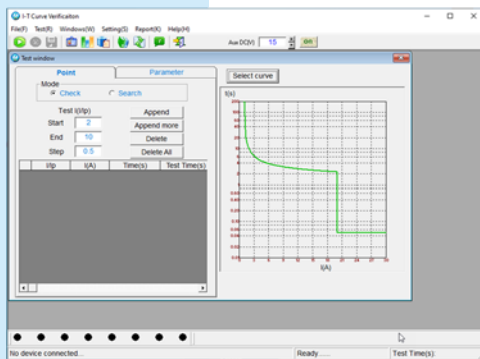 I-T Curve Verificaiton
File(F) Test(R) Windows(W) Setting(S) Report(K) Help(H)
Aux DC(V) 15 on
Test window
Point Parameter
Mode
Check Search
Test I(I/Ip)
Start 2
End 10
Step 0.5
Append
Append more
Delete
Delete All
I/Ip I(A) Time(s) Test Time(s)
Select curve
t(s)
I(A)
No device connected... Ready...... Test Time(s):